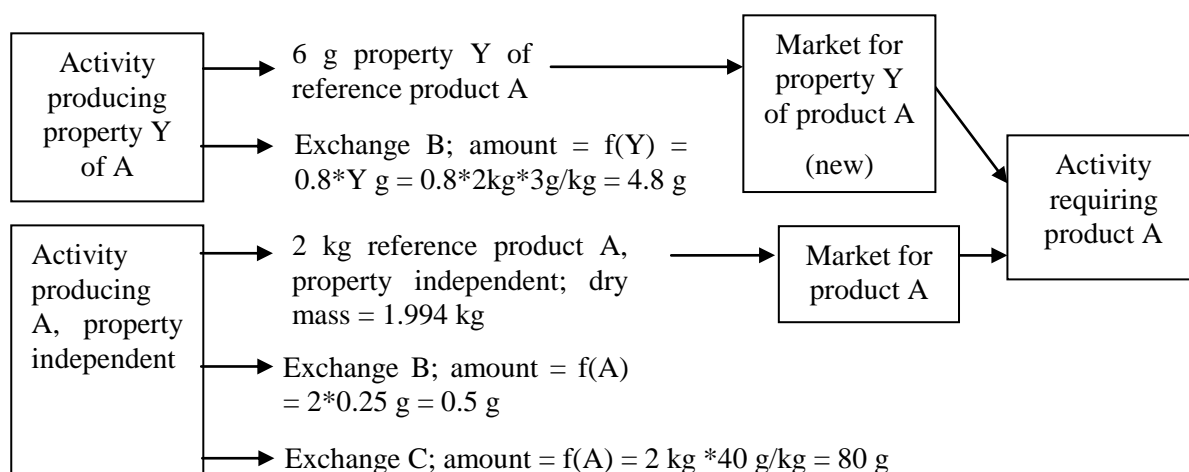 Activity
producing
property Y
of A
6 g property Y of
reference product A
Exchange B; amount = f(Y) =
0.8*Y g = 0.8*2kg*3g/kg = 4.8 g
Market for
property Y
of product A
(new)
Activity
requiring
product A
Activity
producing
A, property
independent
2 kg reference product A,
property independent; dry
mass = 1.994 kg
Market for
product A
Exchange B; amount = f(A)
= 2*0.25 g = 0.5 g
Exchange C; amount = f(A) = 2 kg *40 g/kg = 80 g